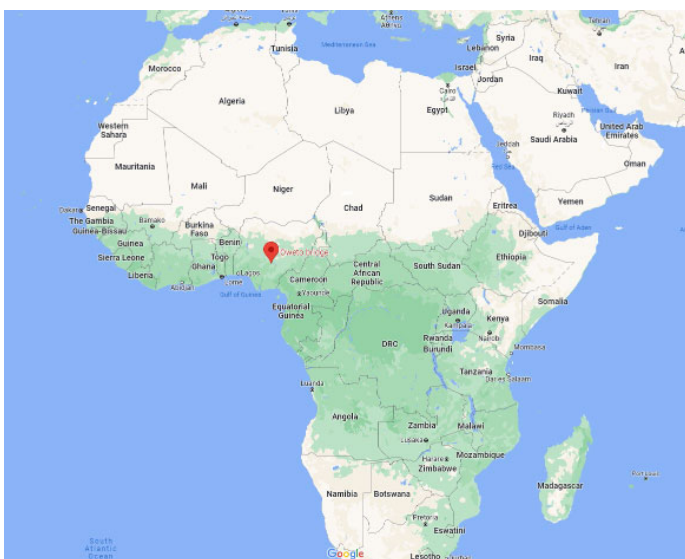 Tunisia
Mediterranean Sea
Athens
Tehran
Syria
Lebanon
Iraq
Iran
Israel
Jordan
Morocco
Cairo
Kuwait
Algeria
Libya
Egypt
Persian Gulf
Riyadh
United Arab
Emirates
Western
Sahara
Saudi Arabia
Jeddah
Oman
Red Sea
Mauritania
Mali
Niger
Chad
Sudan
Eritrea
Yemen
Dakar
Senegal
The Gambia
Bamako
Burkina
Faso
Gulf of Aden
Guinea-Bissau
Djibouti
Guinea
Benin
Sierra Leone
Togo
Ghana
Lagos
Liberia
Lome
Abidjan
Cameroon
Central
African
Republic
South Sudan
Ethiopia
Gulf of Guinea
Yaounde
Somalia
Equatorial
Guinea
Uganda
Kampala
Kenya
Nairobi
DRC
Rwanda
Burundi
Mombasa
Tanzania
Dar es Salaam
Luanda
Angola
Zambia
Malawi
Lusaka
Harare
Mozambique
Zimbabwe
Madagascar
Namibia
Botswana
Pretoria
Eswatini
South
Atlantic
Ocean
Google
Lesotho